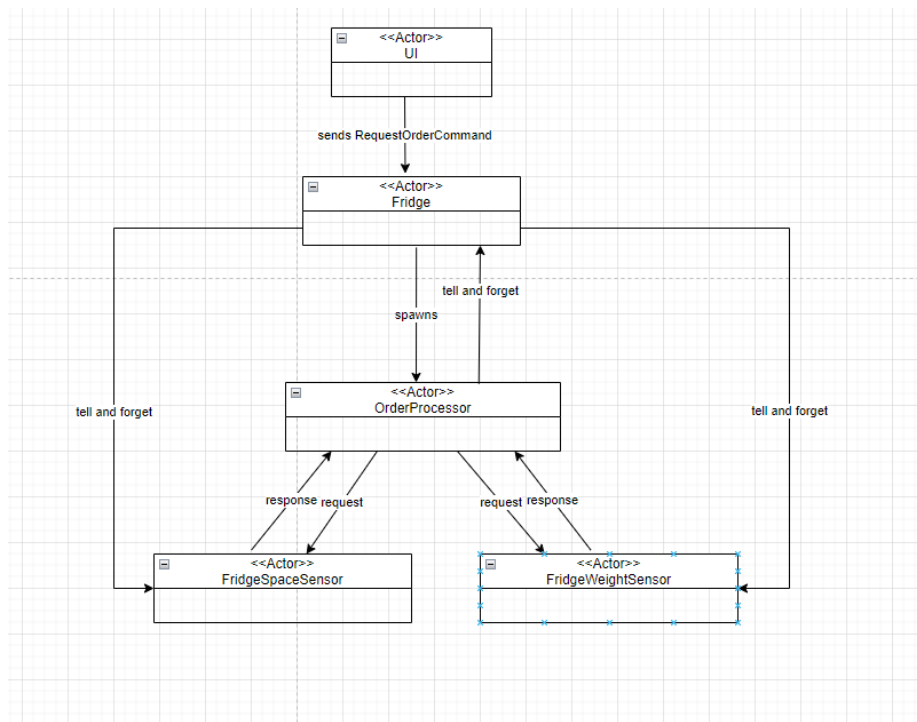 <<Actor>>
UI
sends RequestOrderCommand
<<Actor>>
Fridge
tell and forget
spawns
<<Actor>>
OrderProcessor
tell and forget
tell and forget
response
request
request
response
<<Actor>>
FridgeSpaceSensor
<<Actor>>
FridgeWeightSensor